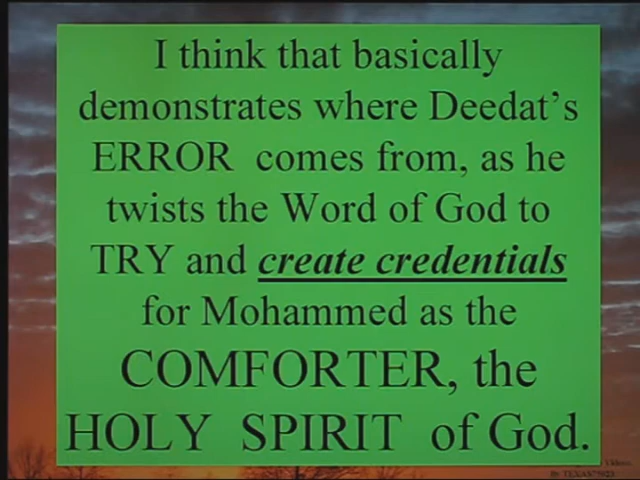 I think that basically
demonstrates where Deedat's
ERROR comes from, as he
twists the Word of God to
TRY and create credentials
for Mohammed as the
COMFORTER, the
HOLY SPIRIT of God.